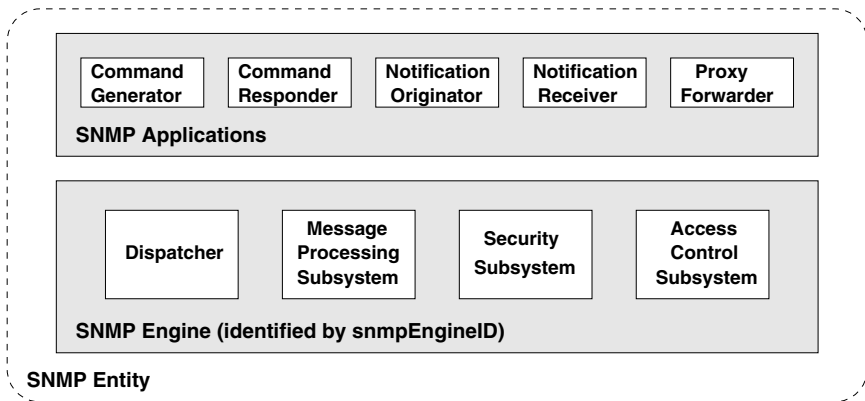 Command
Generator
Command
Responder
Notification
Originator
Notification
Receiver
Proxy
Forwarder
SNMP Applications
Dispatcher
Message
Processing
Subsystem
Security
Subsystem
Access
Control
Subsystem
SNMP Engine (identified by snmpEngineID)
SNMP Entity